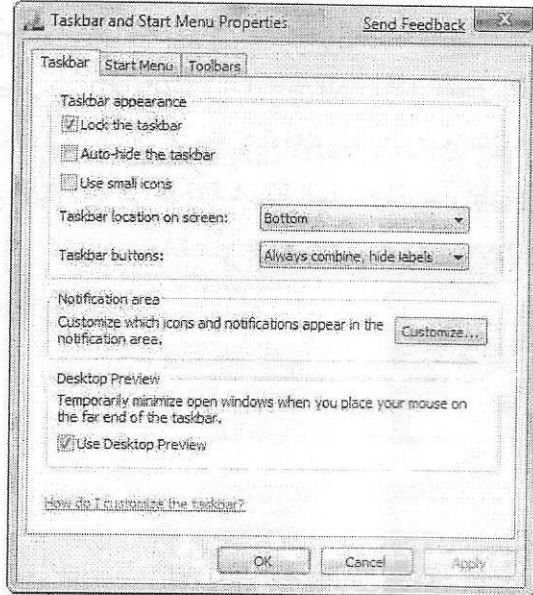 Taskbar and Start Menu Properties
Send Feedback
Taskbar
Start Menu
Toolbars
Taskbar appearance
Lock the taskbar
Auto-hide the taskbar
Use small icons
Taskbar location on screen:
Bottom
Taskbar buttons:
Always combine, hide labels
Notification area
Customize which icons and notifications appear in the
notification area.
Customize...
Desktop Preview
Temporarily minimize open windows when you place your mouse on
the far end of the taskbar.
Use Desktop Preview
How do I customize the taskbar?
OK
Cancel
Apply